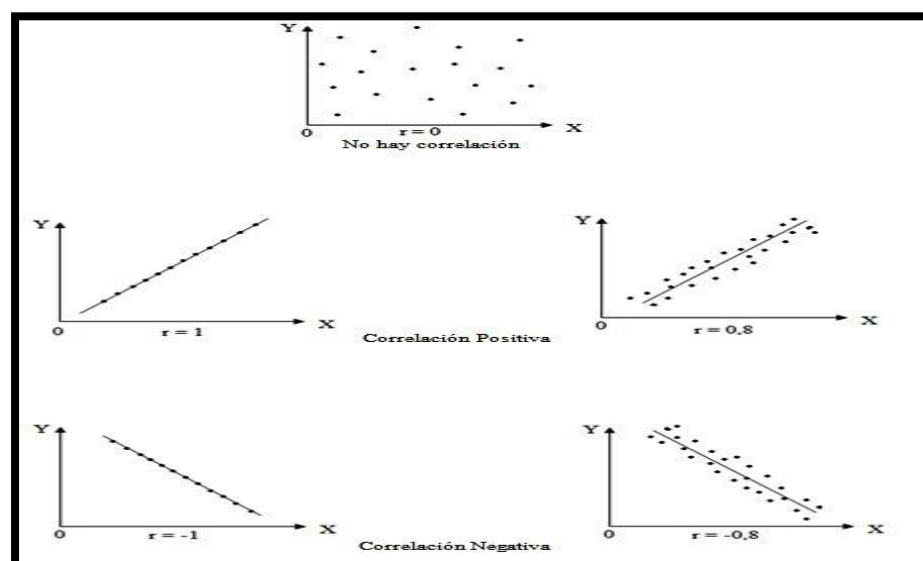 Y
0
X
r = 0
No hay correlación
Y
0
X
r = 1
Y
0
X
r = 0,8
Correlación Positiva
Y
0
X
r = -1
Y
0
X
r = -0,8
Correlación Negativa